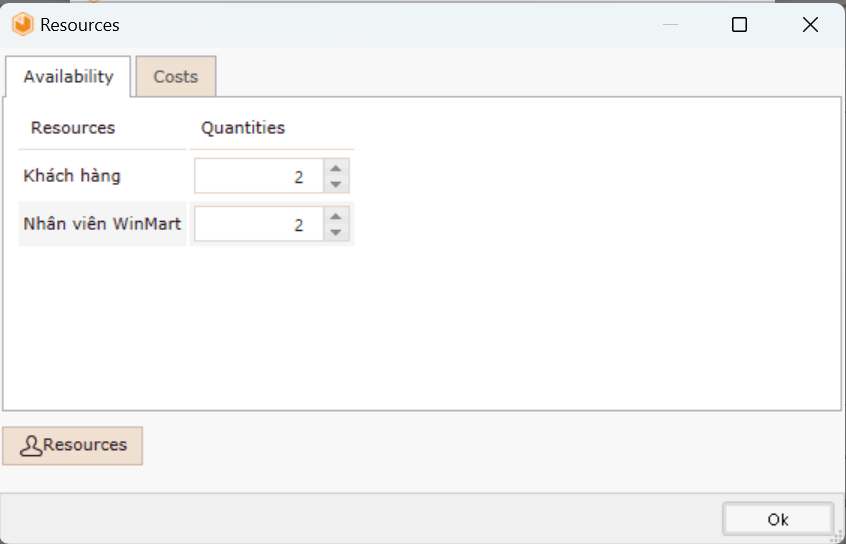 Resources
Availability Costs
Resources Quantities
Khách hàng 2
Nhân viên WinMart 2
Resources
Ok